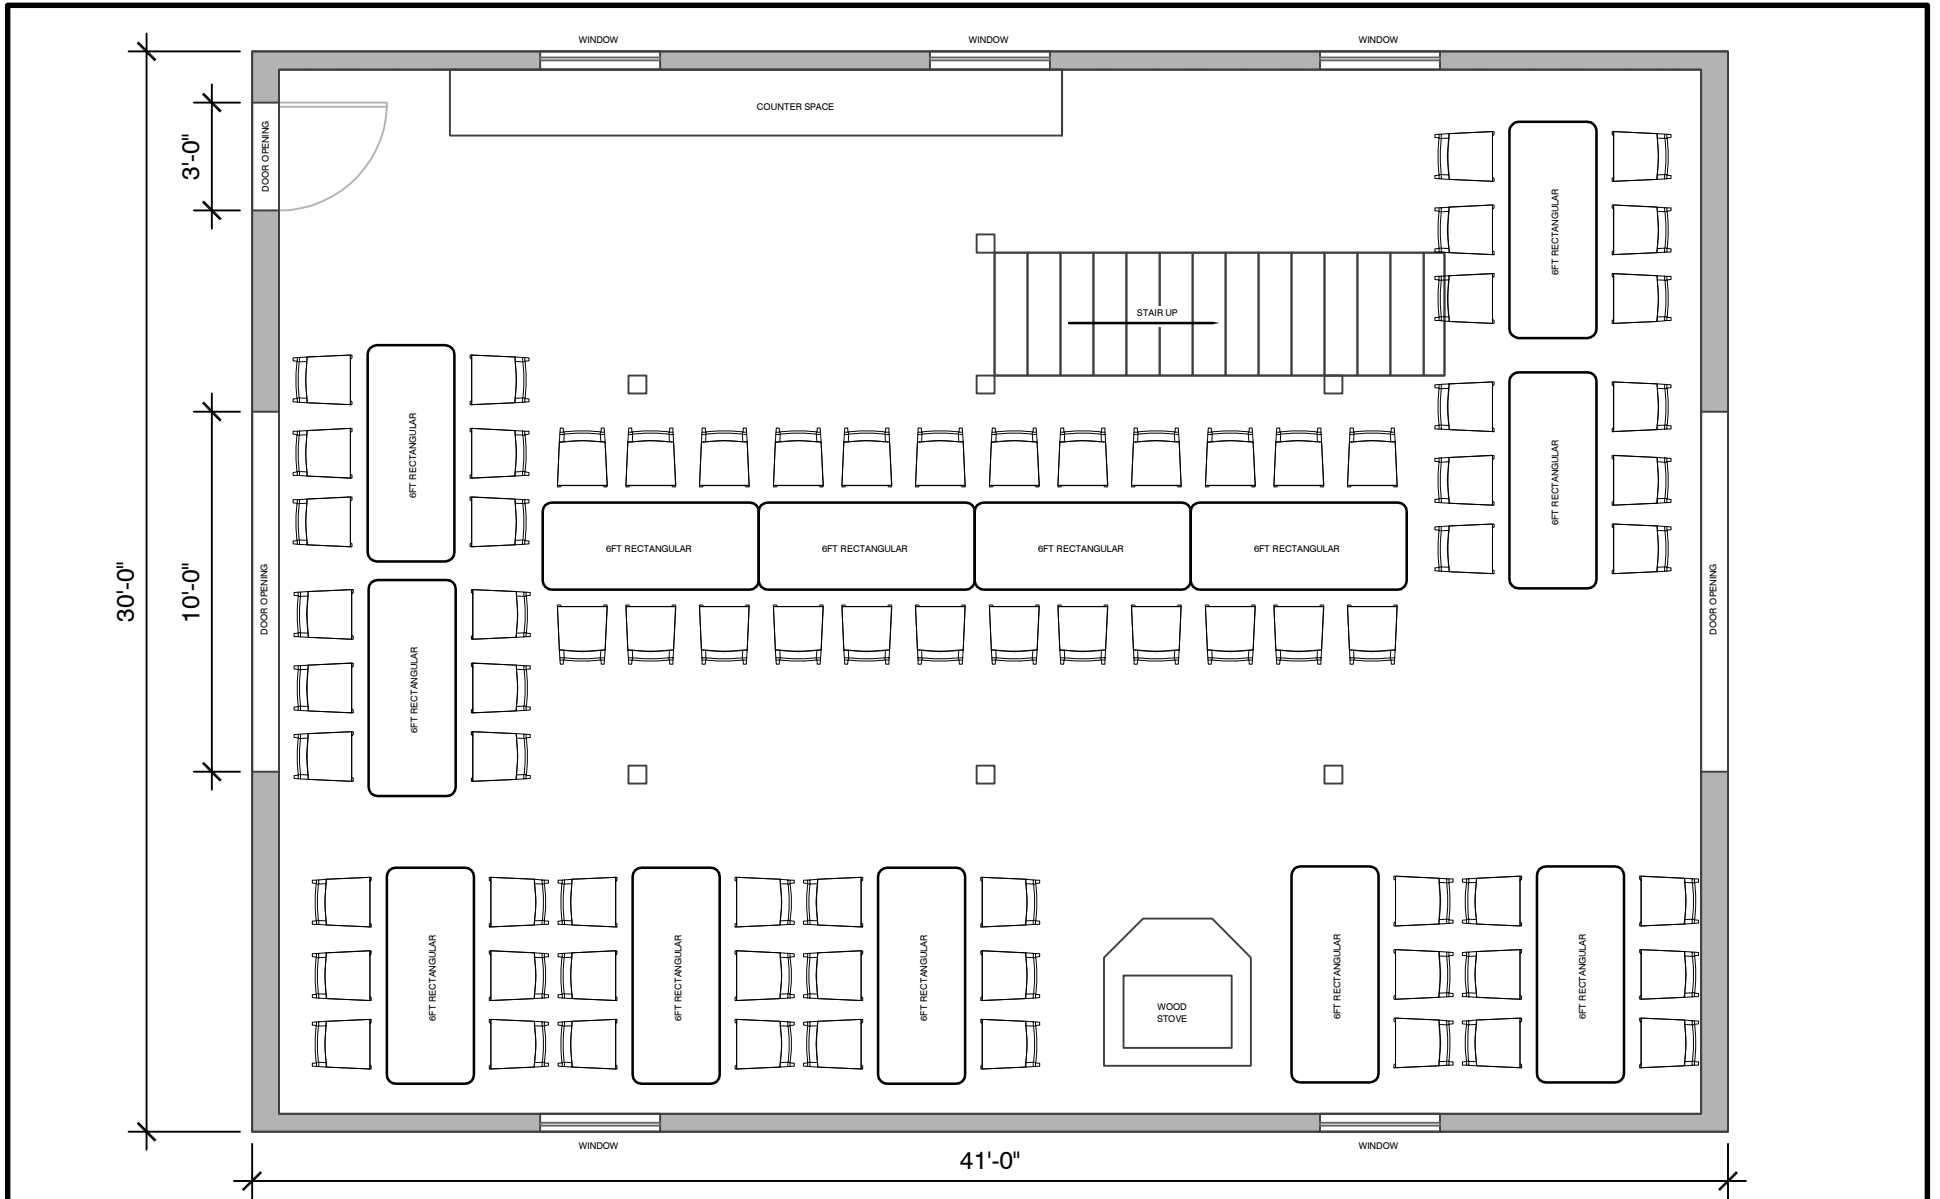 WINDOW
WINDOW
WINDOW
COUNTER SPACE
DOOR OPENING
3'-0"
6FT RECTANGULAR
STAIR UP
6FT RECTANGULAR
6FT RECTANGULAR
6FT RECTANGULAR
6FT RECTANGULAR
6FT RECTANGULAR
6FT RECTANGULAR
30'-0"
10'-0"
DOOR OPENING
DOOR OPENING
6FT RECTANGULAR
6FT RECTANGULAR
6FT RECTANGULAR
6FT RECTANGULAR
WOOD
STOVE
6FT RECTANGULAR
6FT RECTANGULAR
WINDOW
WINDOW
41'-0"